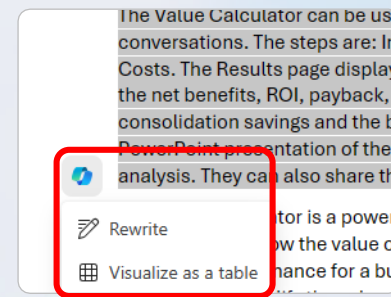 The Value Calculator can be us
conversations. The steps are: I
Costs. The Results page display
the net benefits, ROI, payback,
consolidation savings and the b
PowerPoint presentation of the
analysis. They can also share th
tor is a power
Rewrite
ow the value o
Visualize as a table
nance for a bu